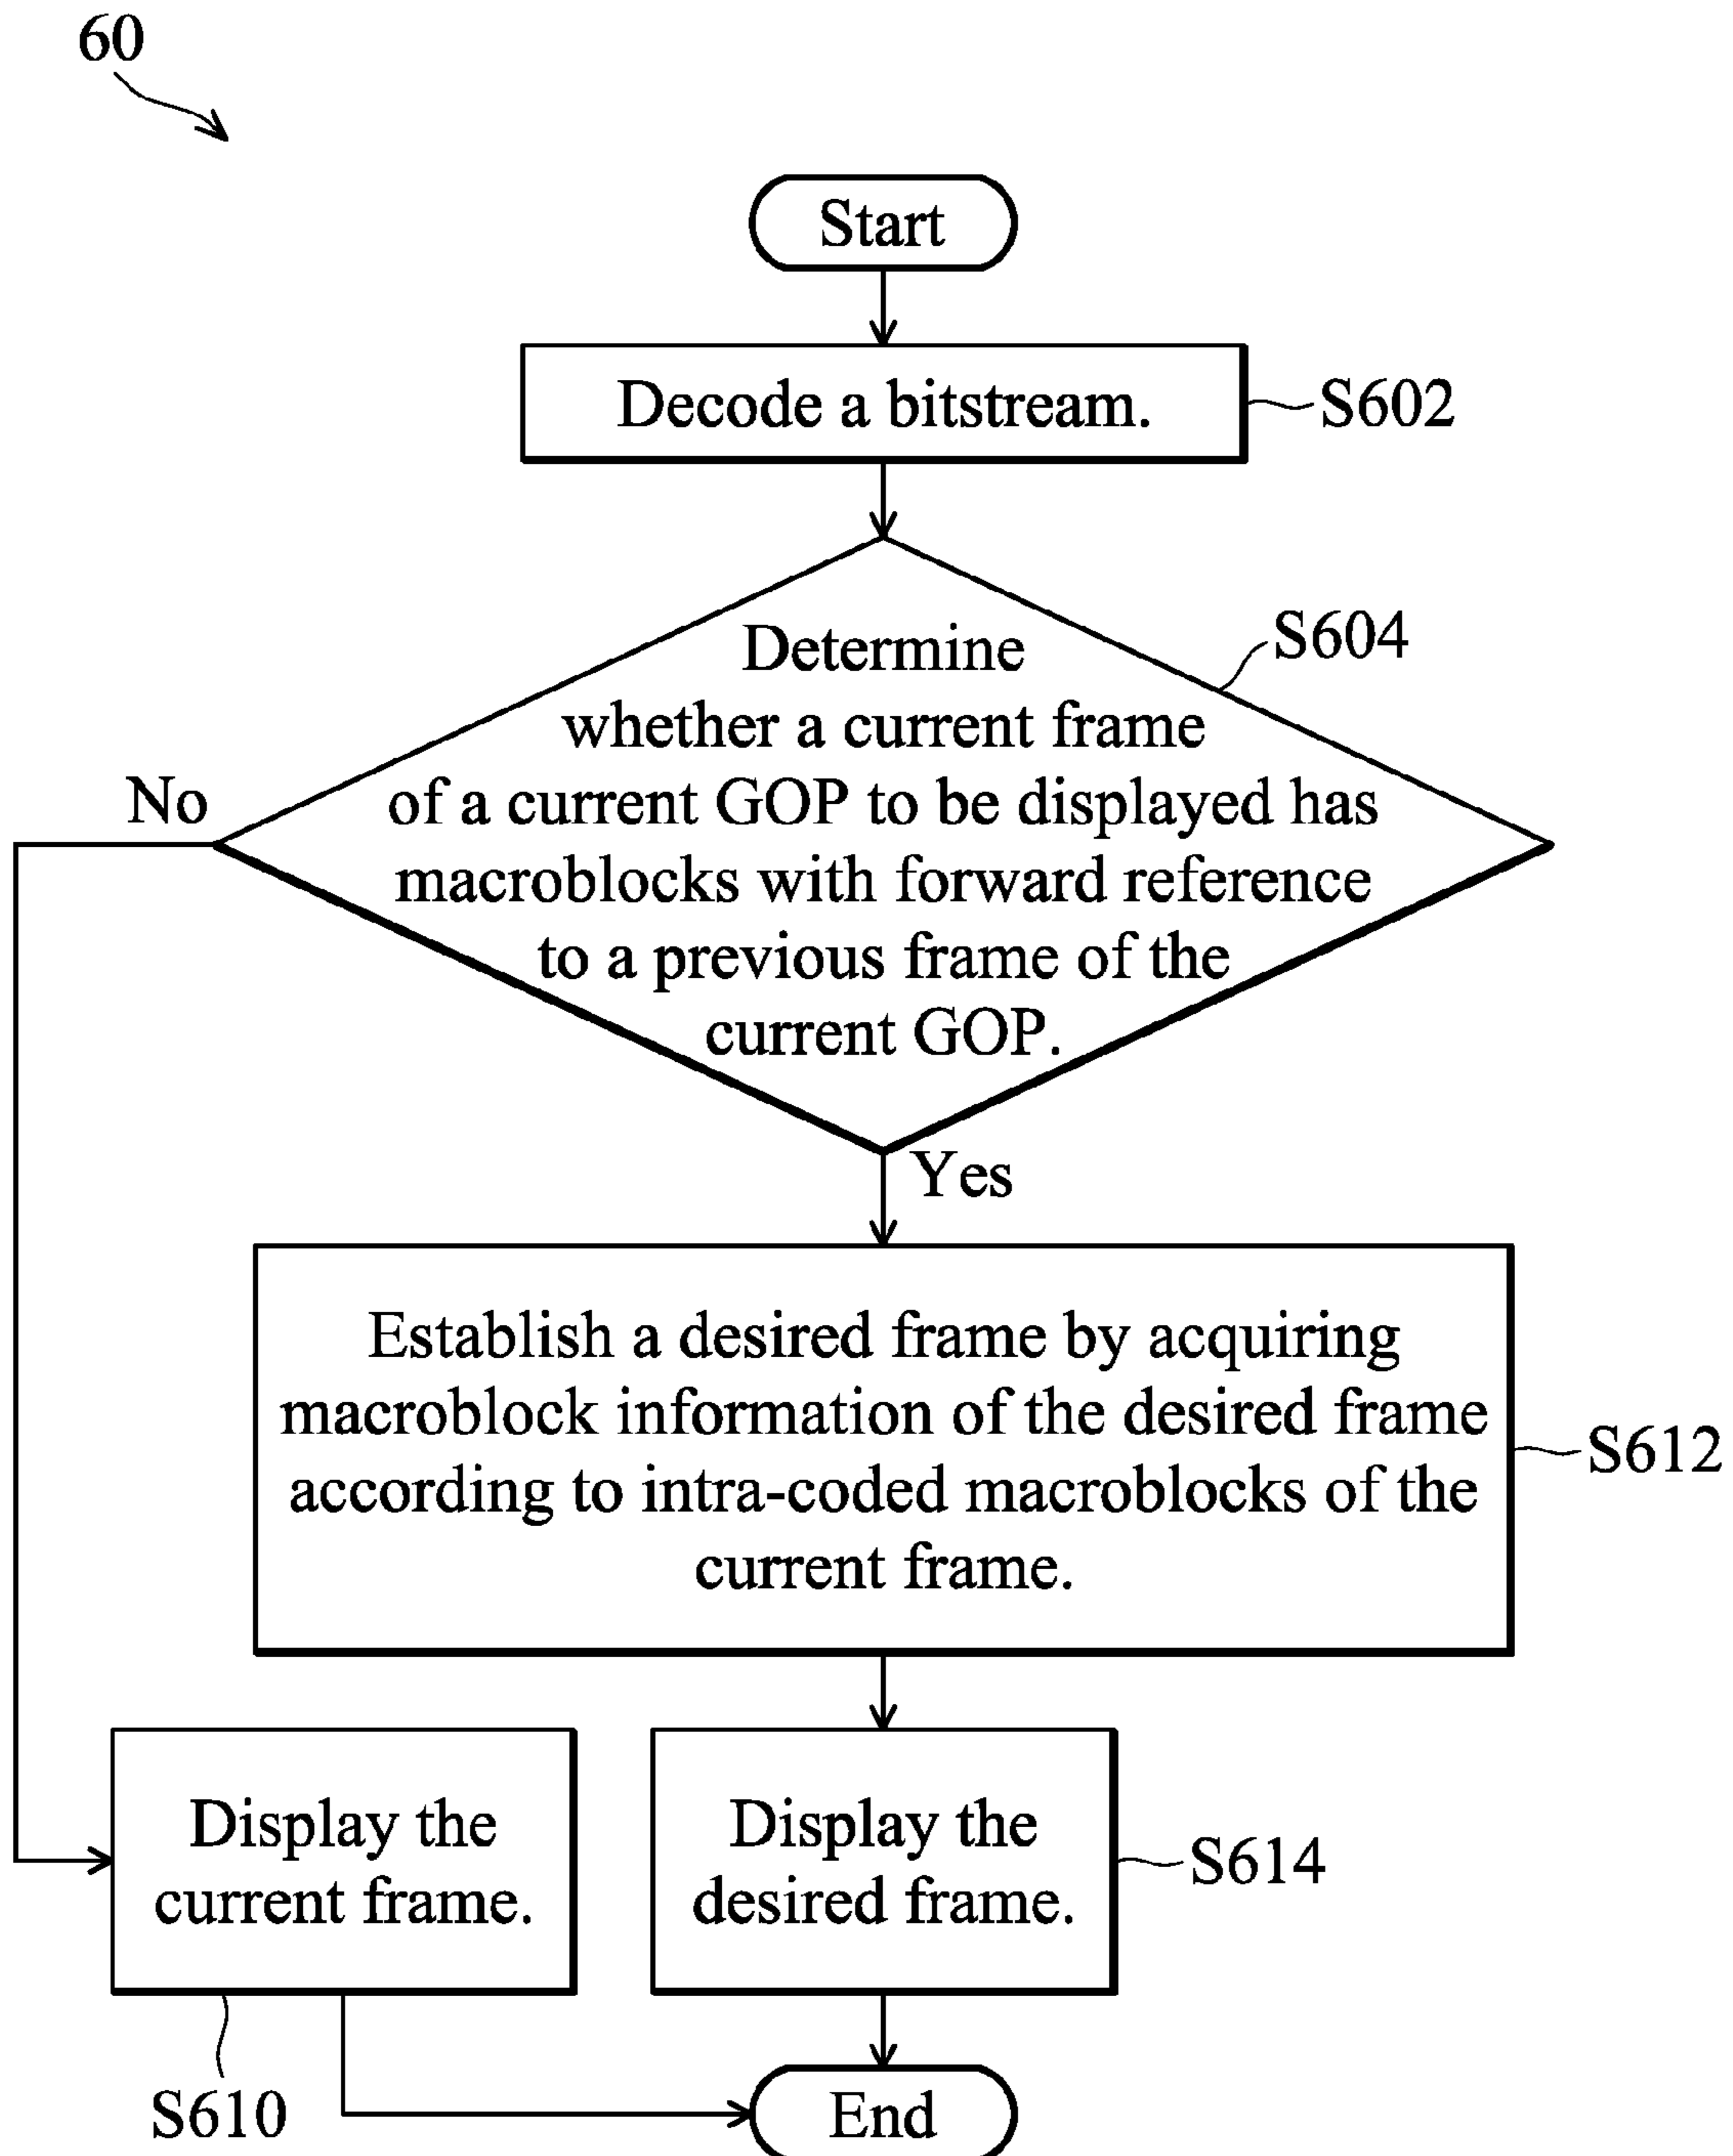 60
Start
Decode a bitstream.
S602
S604
Determine
whether a current frame
of a current GOP to be displayed has
macroblocks with forward reference
to a previous frame of the
current GOP.
No
Yes
Establish a desired frame by acquiring
macroblock information of the desired frame
according to intra-coded macroblocks of the
current frame.
S612
Display the
current frame.
S610
Display the
desired frame.
S614
End